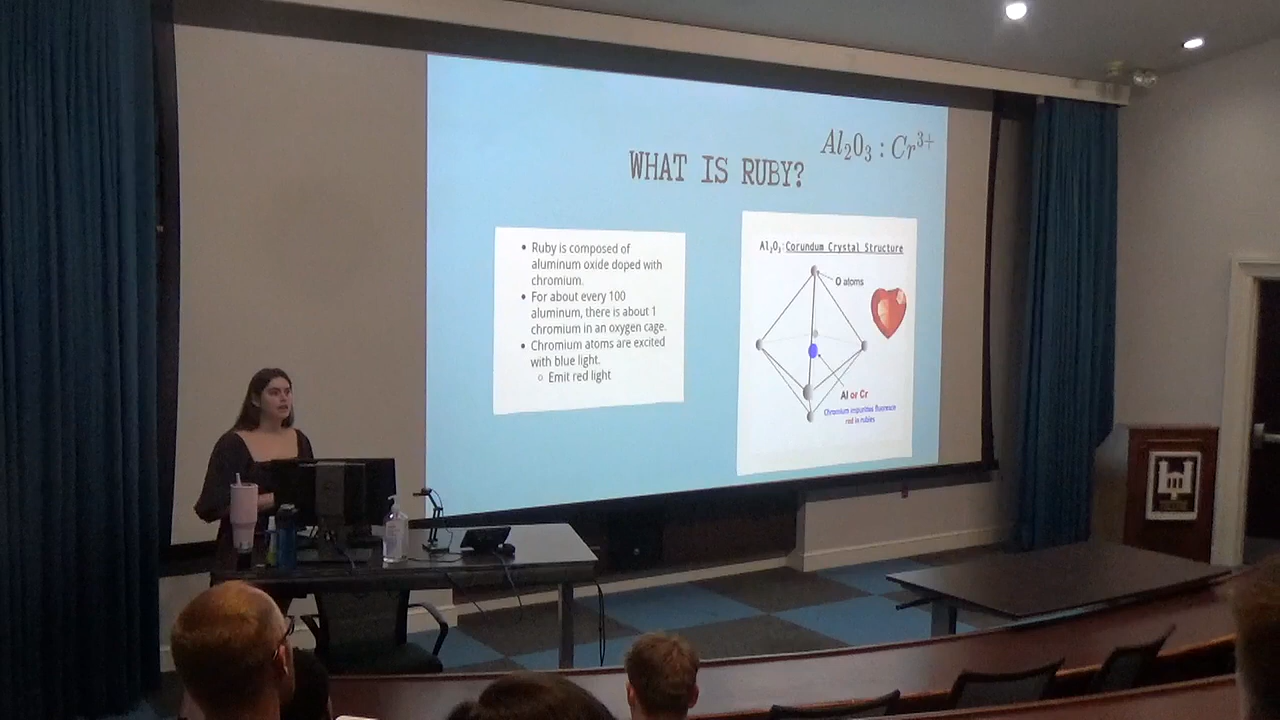 Al₂O₃ : Cr³⁺
WHAT IS RUBY?
• Ruby is composed of
aluminum oxide doped with
chromium.
• For about every 100
aluminum, there is about 1
chromium in an oxygen cage.
• Chromium atoms are excited
with blue light.
○ Emit red light
Al₂O₃ Corundum Crystal Structure
O atoms
Al or Cr
Chromium impurities fluoresce
red in rubies